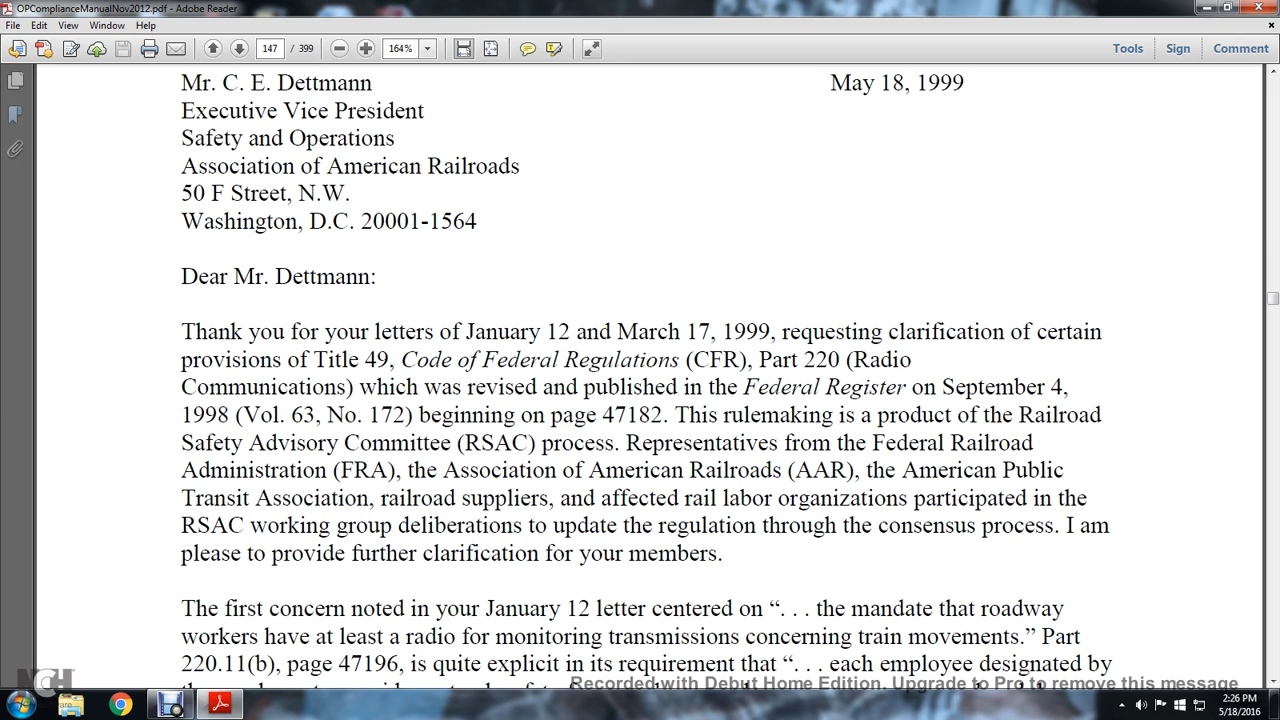 OPComplianceManualNov2012.pdf - Adobe Reader
File Edit View Window Help
147 / 399 164% Tools Sign Comment
Mr. C. E. Dettmann May 18, 1999
Executive Vice President
Safety and Operations
Association of American Railroads
50 F Street, N.W.
Washington, D.C. 20001-1564
Dear Mr. Dettmann:
Thank you for your letters of January 12 and March 17, 1999, requesting clarification of certain
provisions of Title 49, Code of Federal Regulations (CFR), Part 220 (Radio
Communications) which was revised and published in the Federal Register on September 4,
1998 (Vol. 63, No. 172) beginning on page 47182. This rulemaking is a product of the Railroad
Safety Advisory Committee (RSAC) process. Representatives from the Federal Railroad
Administration (FRA), the Association of American Railroads (AAR), the American Public
Transit Association, railroad suppliers, and affected rail labor organizations participated in the
RSAC working group deliberations to update the regulation through the consensus process. I am
please to provide further clarification for your members.
The first concern noted in your January 12 letter centered on “. . . the mandate that roadway
workers have at least a radio for monitoring transmissions concerning train movements.” Part
220.11(b), page 47196, is quite explicit in its requirement that “. . . each employee designated by
Recorded with Debut Home Edition. Upgrade to Pro to remove this message
NCH
2:26 PM
5/18/2016